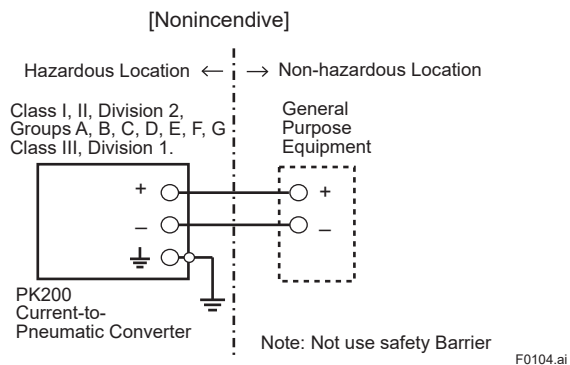 [Nonincendive]
Hazardous Location ← → Non-hazardous Location
Class I, II, Division 2,
Groups A, B, C, D, E, F, G
Class III, Division 1.
General
Purpose
Equipment
+
–
+
–
PK200
Current-to-
Pneumatic Converter
Note: Not use safety Barrier
F0104.ai